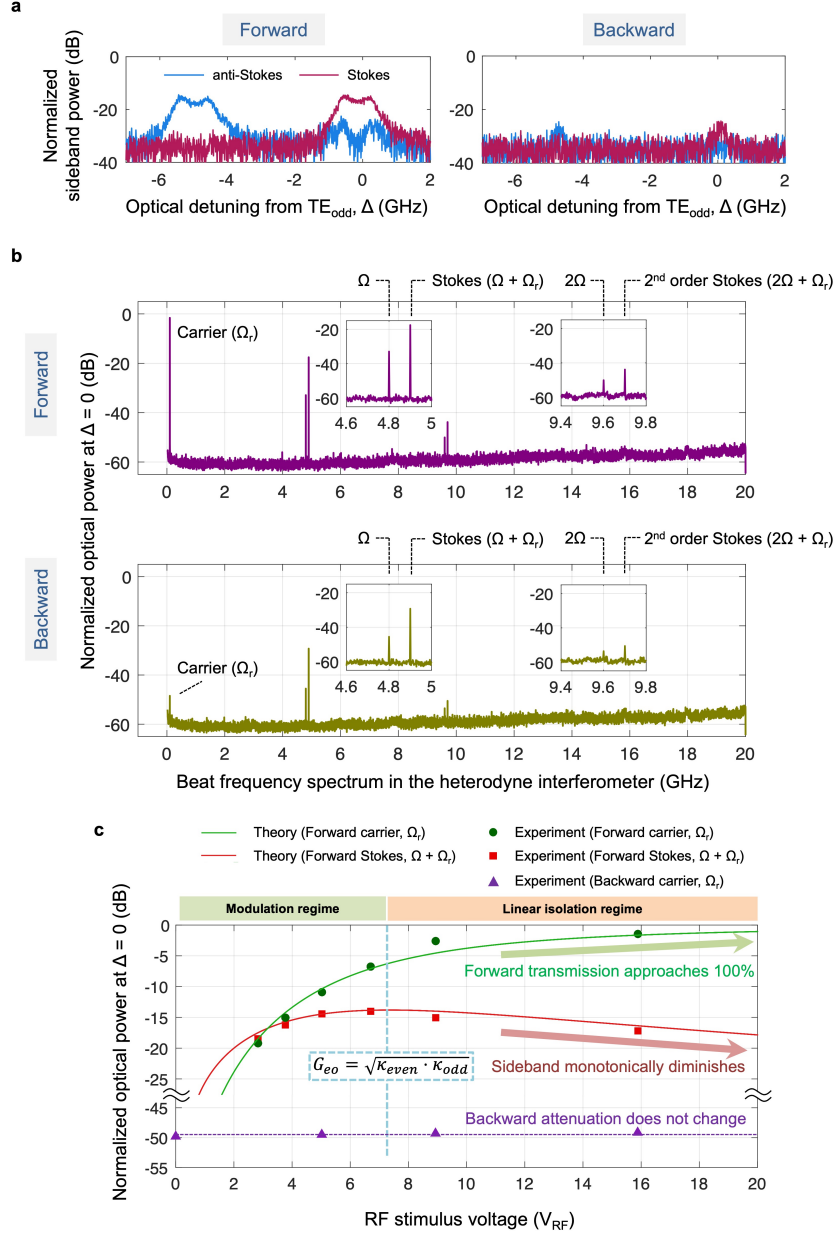 a
Forward
Backward
Normalized
sideband power (dB)
0
-20
-40
anti-Stokes
Stokes
-6
-4
-2
0
2
Optical detuning from TEodd, Δ (GHz)
0
-20
-40
-6
-4
-2
0
2
Optical detuning from TEodd, Δ (GHz)
b
Forward
Backward
Normalized optical power at Δ = 0 (dB)
Ω
Stokes (Ω + Ωr)
2Ω
2nd order Stokes (2Ω + Ωr)
0
-20
-40
-60
Carrier (Ωr)
-20
-40
-60
4.6
4.8
5
-20
-40
-60
9.4
9.6
9.8
0
2
4
6
8
10
12
14
16
18
20
Ω
Stokes (Ω + Ωr)
2Ω
2nd order Stokes (2Ω + Ωr)
0
-20
-40
-60
Carrier (Ωr)
-20
-40
-60
4.6
4.8
5
-20
-40
-60
9.4
9.6
9.8
0
2
4
6
8
10
12
14
16
18
20
Beat frequency spectrum in the heterodyne interferometer (GHz)
c
Theory (Forward carrier, Ωr)
Theory (Forward Stokes, Ω + Ωr)
Experiment (Forward carrier, Ωr)
Experiment (Forward Stokes, Ω + Ωr)
Experiment (Backward carrier, Ωr)
Modulation regime
Linear isolation regime
Normalized optical power at Δ = 0 (dB)
0
-5
-10
-15
-20
-25
-45
-50
-55
Forward transmission approaches 100%
Geo = √κeven · κodd
Sideband monotonically diminishes
Backward attenuation does not change
0
2
4
6
8
10
12
14
16
18
20
RF stimulus voltage (VRF)